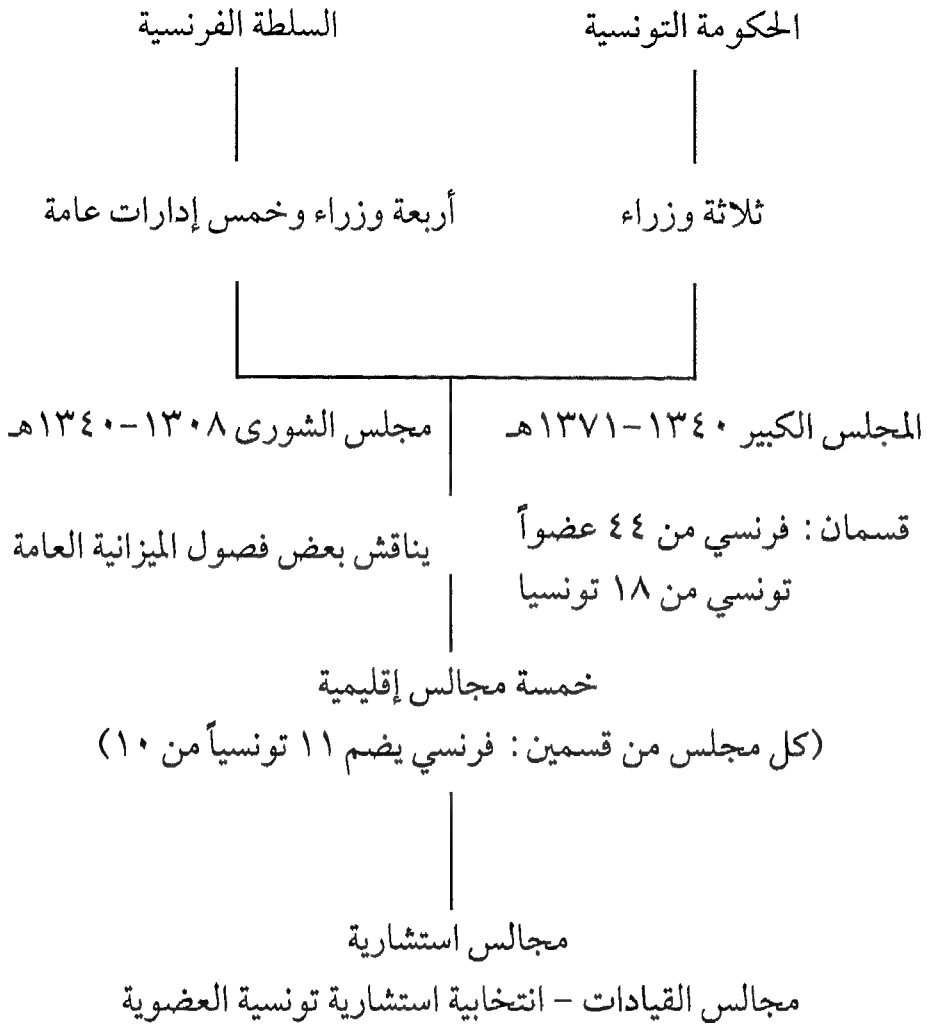 الحكومة التونسية
السلطة الفرنسية
ثلاثة وزراء
أربعة وزراء وخمس إدارات عامة
المجلس الكبير ١٣٤٠-١٣٧١هـ
مجلس الشورى ١٣٠٨-١٣٤٠هـ
قسمان : فرنسي من ٤٤ عضواً
تونسي من ١٨ تونسيا
يناقش بعض فصول الميزانية العامة
خمسة مجالس إقليمية
(كل مجلس من قسمين : فرنسي يضم ١١ تونسياً من ١٠)
مجالس استشارية
مجالس القيادات - انتخابية استشارية تونسية العضوية